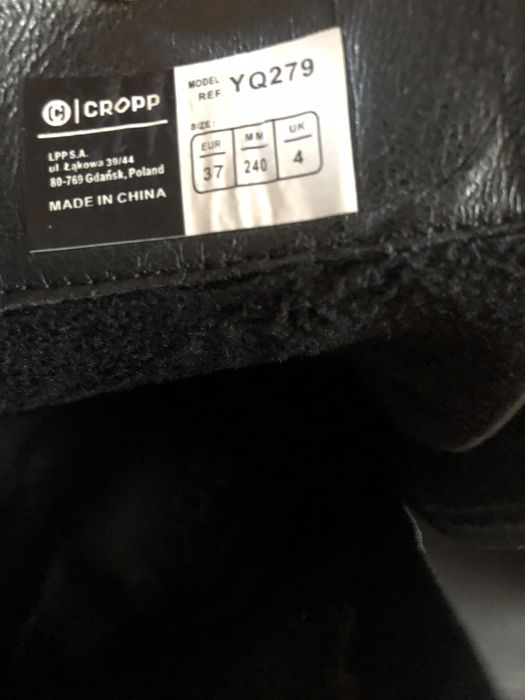 © | CROPP
LPP S.A.
ul. Łąkowa 39/44
80-769 Gdańsk, Poland
MADE IN CHINA
MODEL REF YQ279
SIZE:
EUR MM UK
37 240 4